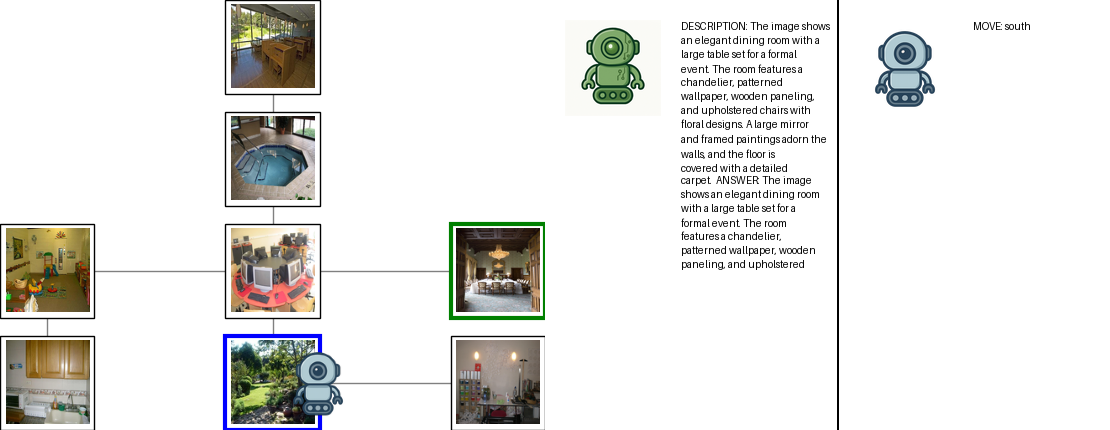 DESCRIPTION: The image shows
an elegant dining room with a
large table set for a formal
event. The room features a
chandelier, patterned
wallpaper, wooden paneling,
and upholstered chairs with
floral designs. A large mirror
and framed paintings adorn the
walls, and the floor is
covered with a detailed
carpet. ANSWER: The image
shows an elegant dining room
with a large table set for a
formal event. The room
features a chandelier,
patterned wallpaper, wooden
paneling, and upholstered
MOVE: south